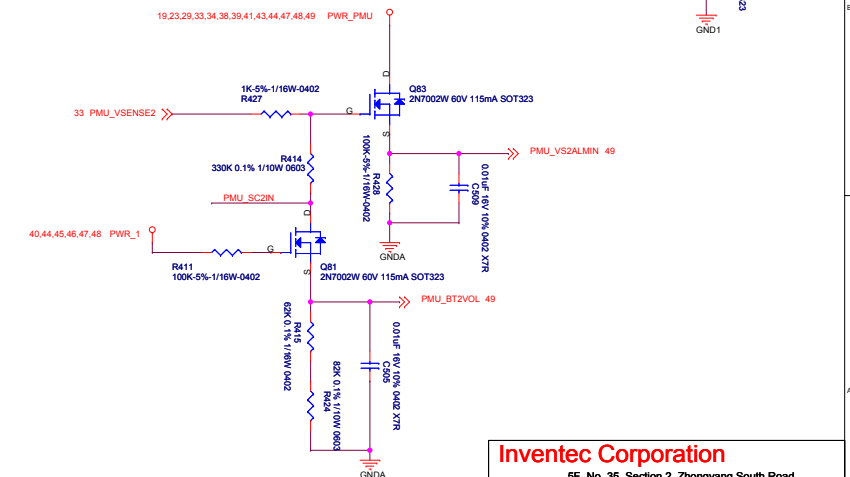 19,23,29,33,34,38,39,41,43,44,47,48,49 PWR_PMU
23
GND1
D
1K-5%-1/16W-0402
R427
Q83
2N7002W 60V 115mA SOT323
33 PMU_VSENSE2
G
S
PMU_VS2ALMIN 49
R414
330K 0.1% 1/10W 0603
100K-5%-1/16W-0402
R428
0.01uF 16V 10% 0402 X7R
C509
PMU_SC2IN
D
40,44,45,46,47,48 PWR_1
G
GNDA
R411
100K-5%-1/16W-0402
S
Q81
2N7002W 60V 115mA SOT323
PMU_BT2VOL 49
R415
62K 0.1% 1/16W 0402
0.01uF 16V 10% 0402 X7R
C505
82K 0.1% 1/10W 0603
R424
A
GNDA
Inventec Corporation
5F, No. 35, Section 2, Zhongyang South Road